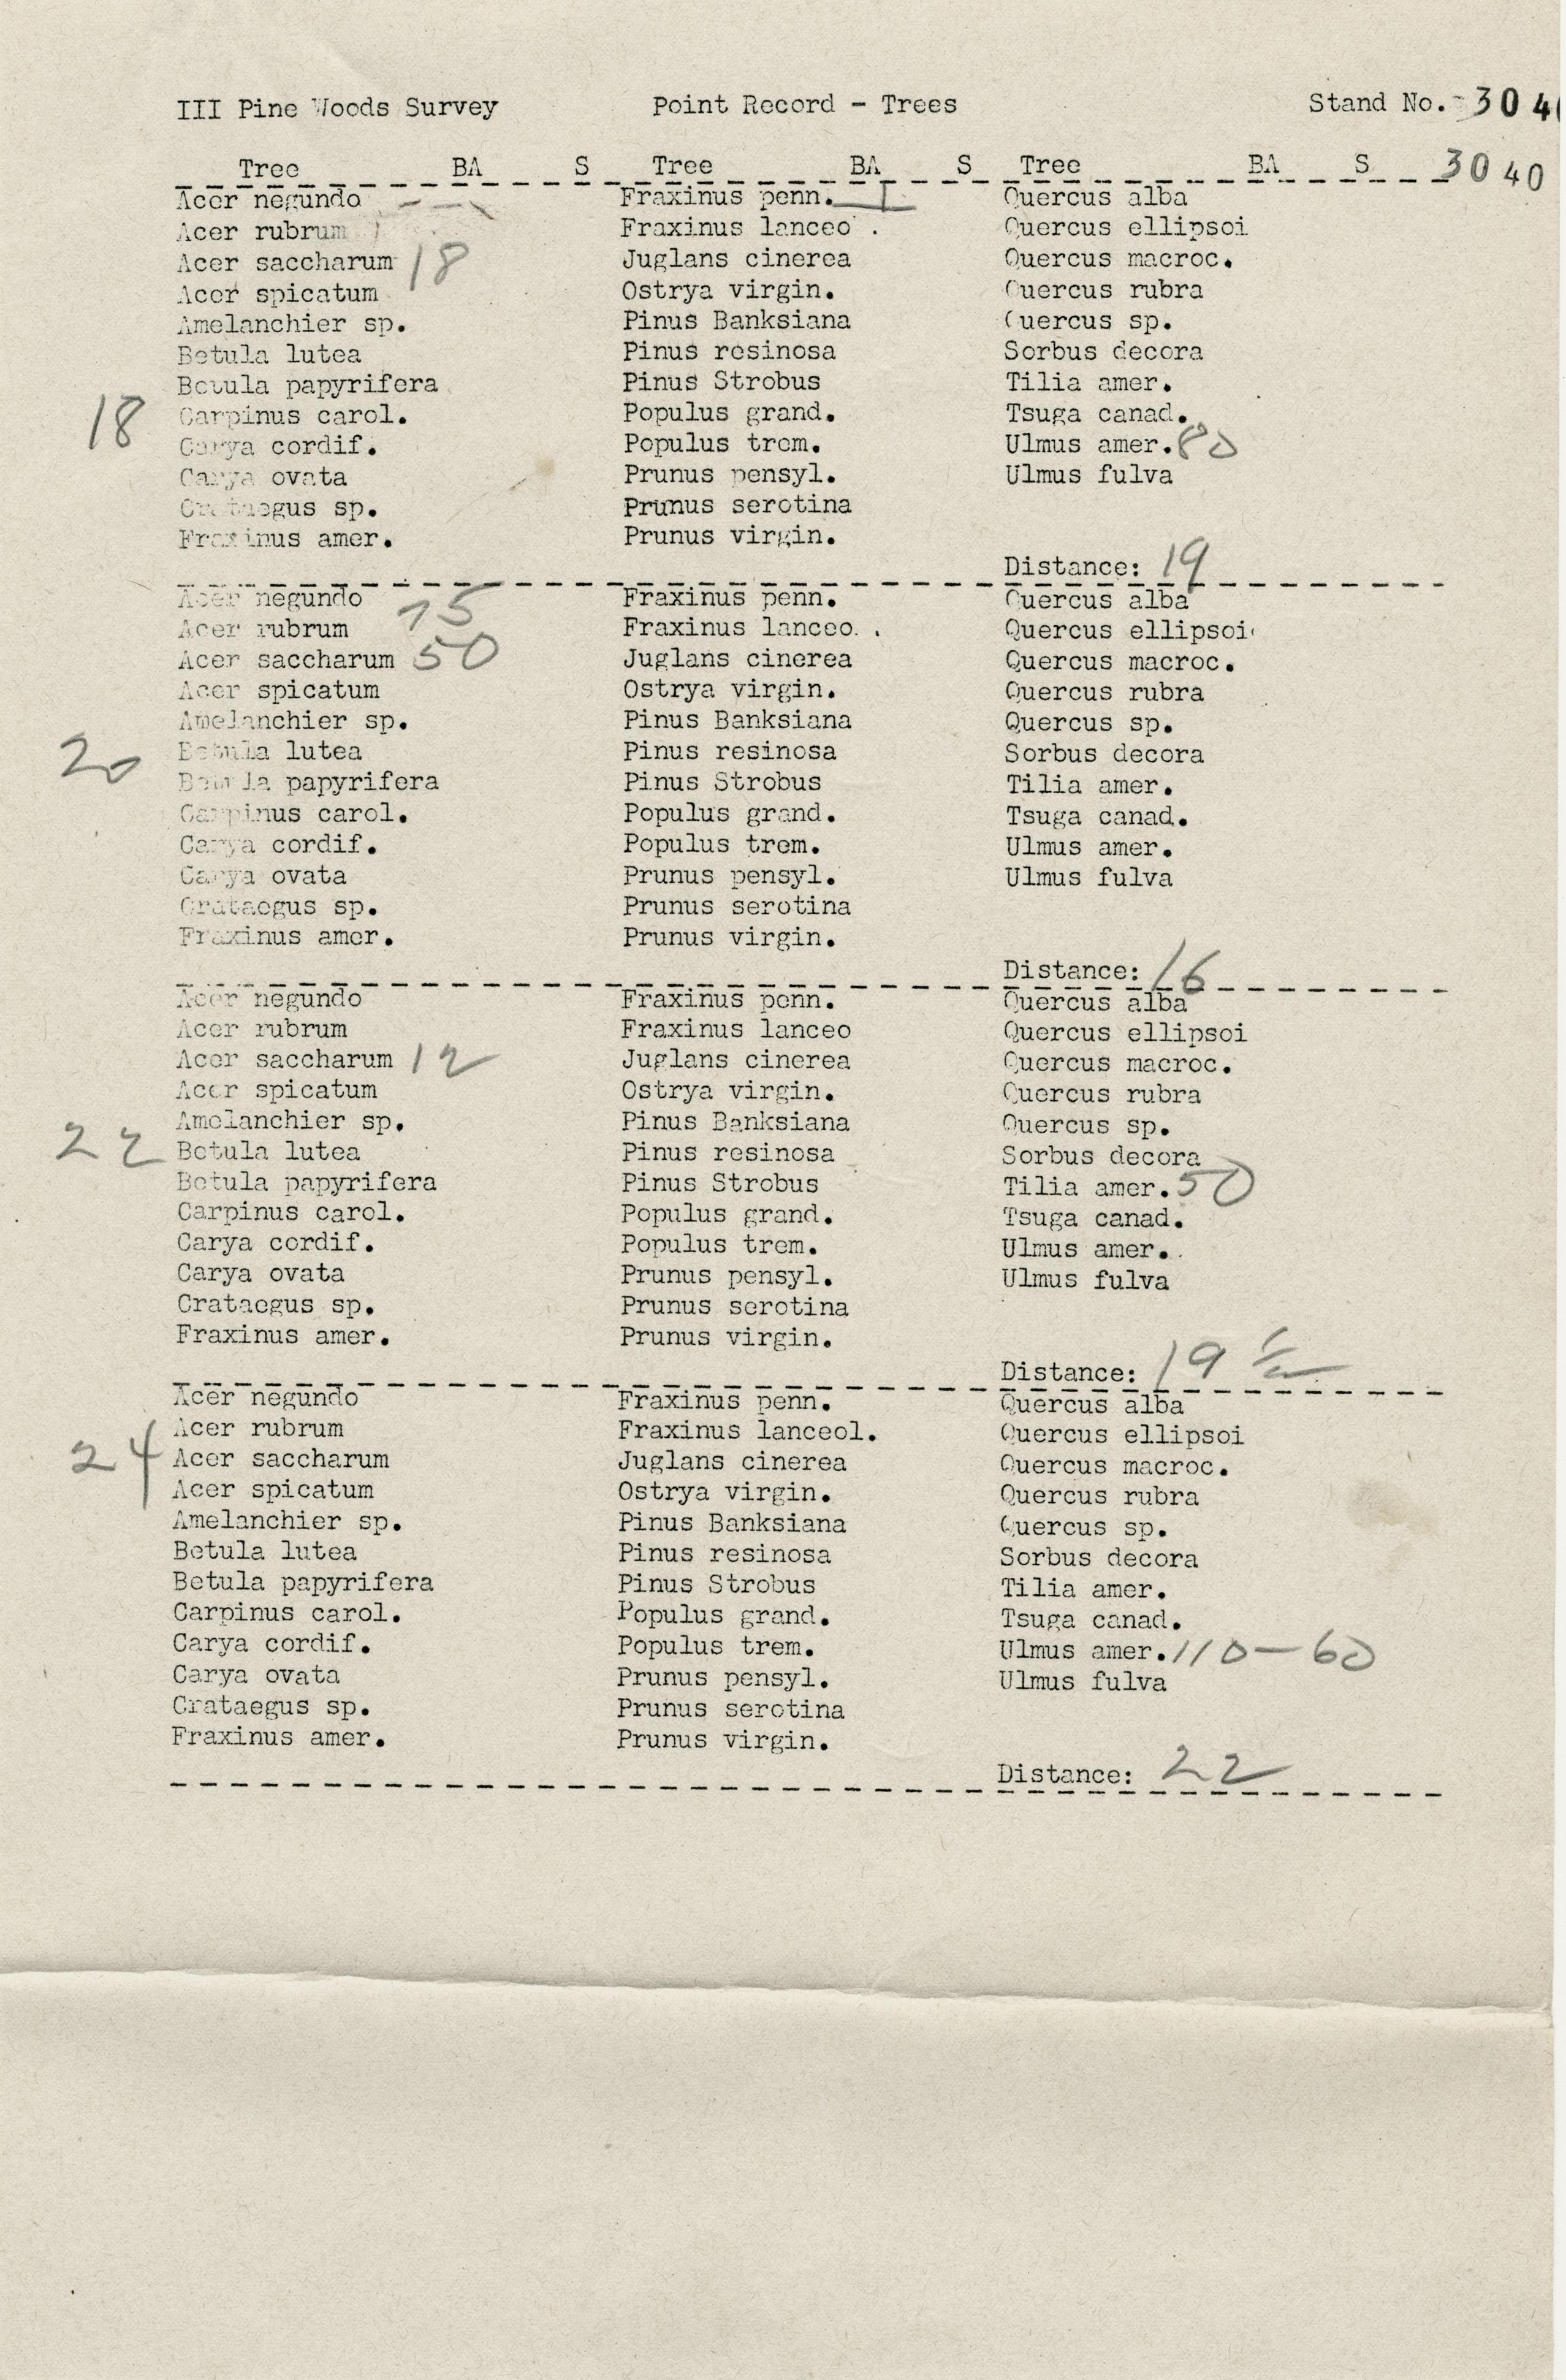 III Pine Woods Survey Point Record - Trees Stand No. 304
Tree BA S Tree BA S Tree BA S 3040
Acer negundo Fraxinus penn. Quercus alba
Acer rubrum Fraxinus lanceo . Quercus ellipsoi
Acer saccharum 18 Juglans cinerea Quercus macroc.
Acer spicatum Ostrya virgin. Quercus rubra
Amelanchier sp. Pinus Banksiana Quercus sp.
Betula lutea Pinus resinosa Sorbus decora
Betula papyrifera Pinus Strobus Tilia amer.
18 Carpinus carol. Populus grand. Tsuga canad.
Carya cordif. Populus trem. Ulmus amer. 80
Carya ovata Prunus pensyl. Ulmus fulva
Crataegus sp. Prunus serotina
Fraxinus amer. Prunus virgin.
Distance: 19
Acer negundo Fraxinus penn. Quercus alba
Acer rubrum 15 Fraxinus lanceo. . Quercus ellipsoi
Acer saccharum 50 Juglans cinerea Quercus macroc.
Acer spicatum Ostrya virgin. Quercus rubra
Amelanchier sp. Pinus Banksiana Quercus sp.
20 Betula lutea Pinus resinosa Sorbus decora
Betula papyrifera Pinus Strobus Tilia amer.
Carpinus carol. Populus grand. Tsuga canad.
Carya cordif. Populus trem. Ulmus amer.
Carya ovata Prunus pensyl. Ulmus fulva
Crataegus sp. Prunus serotina
Fraxinus amer. Prunus virgin.
Distance: 16
Acer negundo Fraxinus penn. Quercus alba
Acer rubrum Fraxinus lanceo Quercus ellipsoi
Acer saccharum 12 Juglans cinerea Quercus macroc.
Acer spicatum Ostrya virgin. Quercus rubra
Amelanchier sp. Pinus Banksiana Quercus sp.
22 Betula lutea Pinus resinosa Sorbus decora
Betula papyrifera Pinus Strobus Tilia amer. 50
Carpinus carol. Populus grand. Tsuga canad.
Carya cordif. Populus trem. Ulmus amer.
Carya ovata Prunus pensyl. Ulmus fulva
Crataegus sp. Prunus serotina
Fraxinus amer. Prunus virgin.
Distance: 19 1/2
Acer negundo Fraxinus penn. Quercus alba
Acer rubrum Fraxinus lanceol. Quercus ellipsoi
24 Acer saccharum Juglans cinerea Quercus macroc.
Acer spicatum Ostrya virgin. Quercus rubra
Amelanchier sp. Pinus Banksiana Quercus sp.
Betula lutea Pinus resinosa Sorbus decora
Betula papyrifera Pinus Strobus Tilia amer.
Carpinus carol. Populus grand. Tsuga canad.
Carya cordif. Populus trem. Ulmus amer. 110-60
Carya ovata Prunus pensyl. Ulmus fulva
Crataegus sp. Prunus serotina
Fraxinus amer. Prunus virgin.
Distance: 22